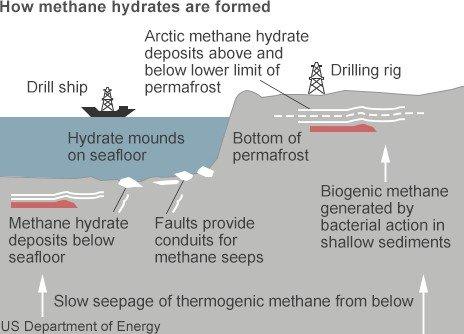 How methane hydrates are formed
Arctic methane hydrate
deposits above and
below lower limit of
permafrost
Drill ship
Drilling rig
Hydrate mounds
on seafloor
Bottom of
permafrost
Methane hydrate
deposits below
seafloor
Faults provide
conduits for
methane seeps
Biogenic methane
generated by
bacterial action in
shallow sediments
Slow seepage of thermogenic methane from below
US Department of Energy